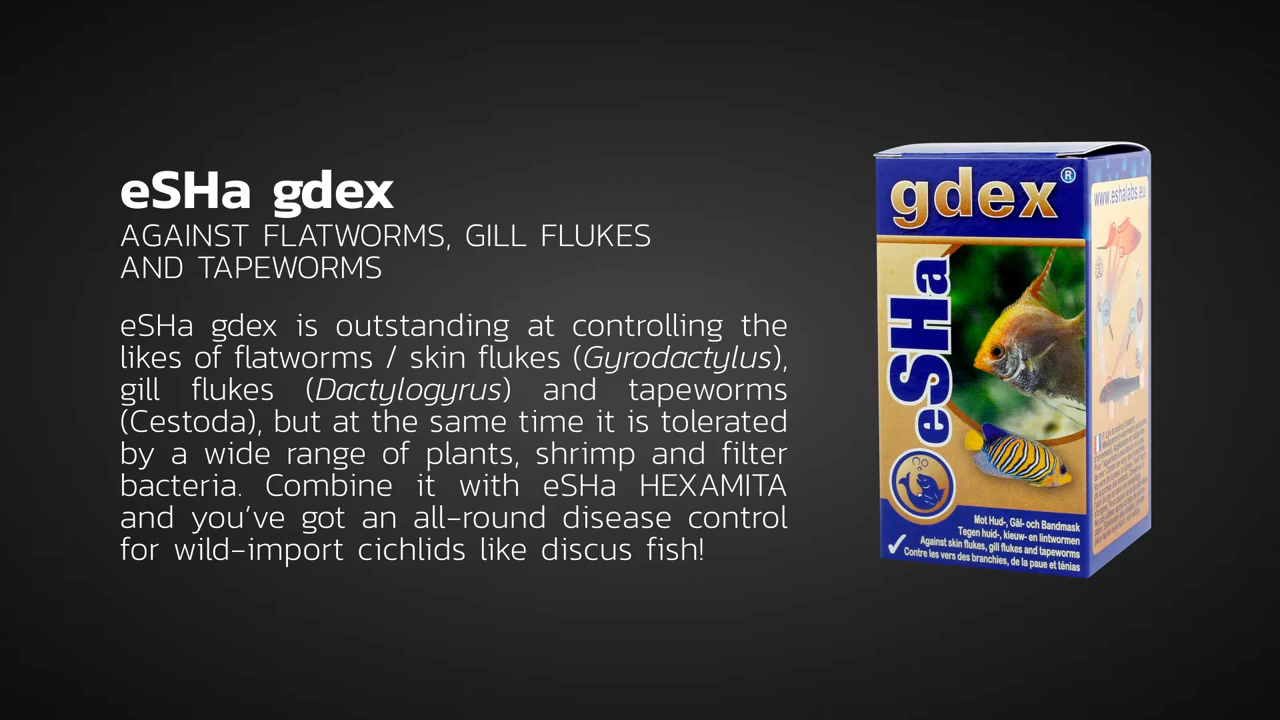 eSHa gdex
AGAINST FLATWORMS, GILL FLUKES
AND TAPEWORMS
eSHa gdex is outstanding at controlling the
likes of flatworms / skin flukes (Gyrodactylus),
gill flukes (Dactylogyrus) and tapeworms
(Cestoda), but at the same time it is tolerated
by a wide range of plants, shrimp and filter
bacteria. Combine it with eSHa HEXAMITA
and you’ve got an all-round disease control
for wild-import cichlids like discus fish!
gdex®
eSHa
Mot Hud-, Gäl- och Bandmask
Tegen huid-, kieuw- en lintwormen
Against skin flukes, gill flukes and tapeworms
Contre les vers des branchies, de la paue et ténias
www.eshalabs.eu